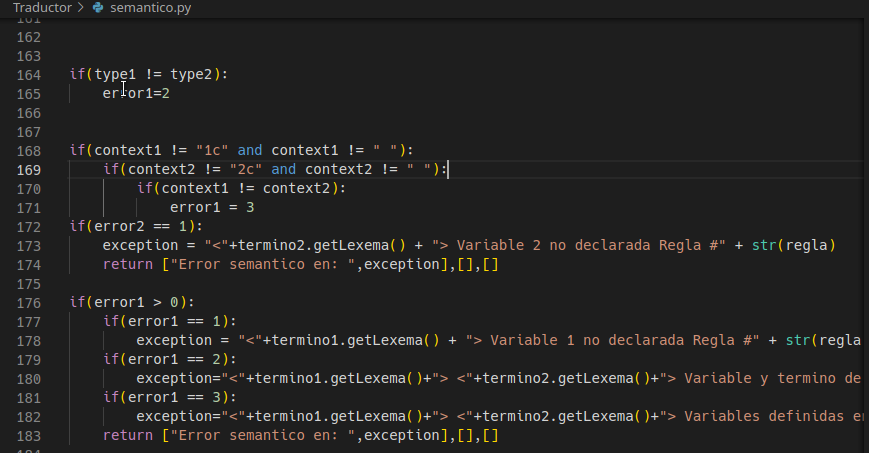 Traductor > semantico.py
161
162
163
164 if(type1 != type2):
165 error1=2
166
167
168 if(context1 != "1c" and context1 != " "):
169 if(context2 != "2c" and context2 != " "):
170 if(context1 != context2):
171 error1 = 3
172 if(error2 == 1):
173 exception = "<"+termino2.getLexema() + "> Variable 2 no declarada Regla #" + str(regla)
174 return ["Error semantico en: ",exception],[],[]
175
176 if(error1 > 0):
177 if(error1 == 1):
178 exception = "<"+termino1.getLexema() + "> Variable 1 no declarada Regla #" + str(regla
179 if(error1 == 2):
180 exception="<"+termino1.getLexema()+"> <"+termino2.getLexema()+"> Variable y termino de
181 if(error1 == 3):
182 exception="<"+termino1.getLexema()+"> <"+termino2.getLexema()+"> Variables definidas en
183 return ["Error semantico en: ",exception],[],[]